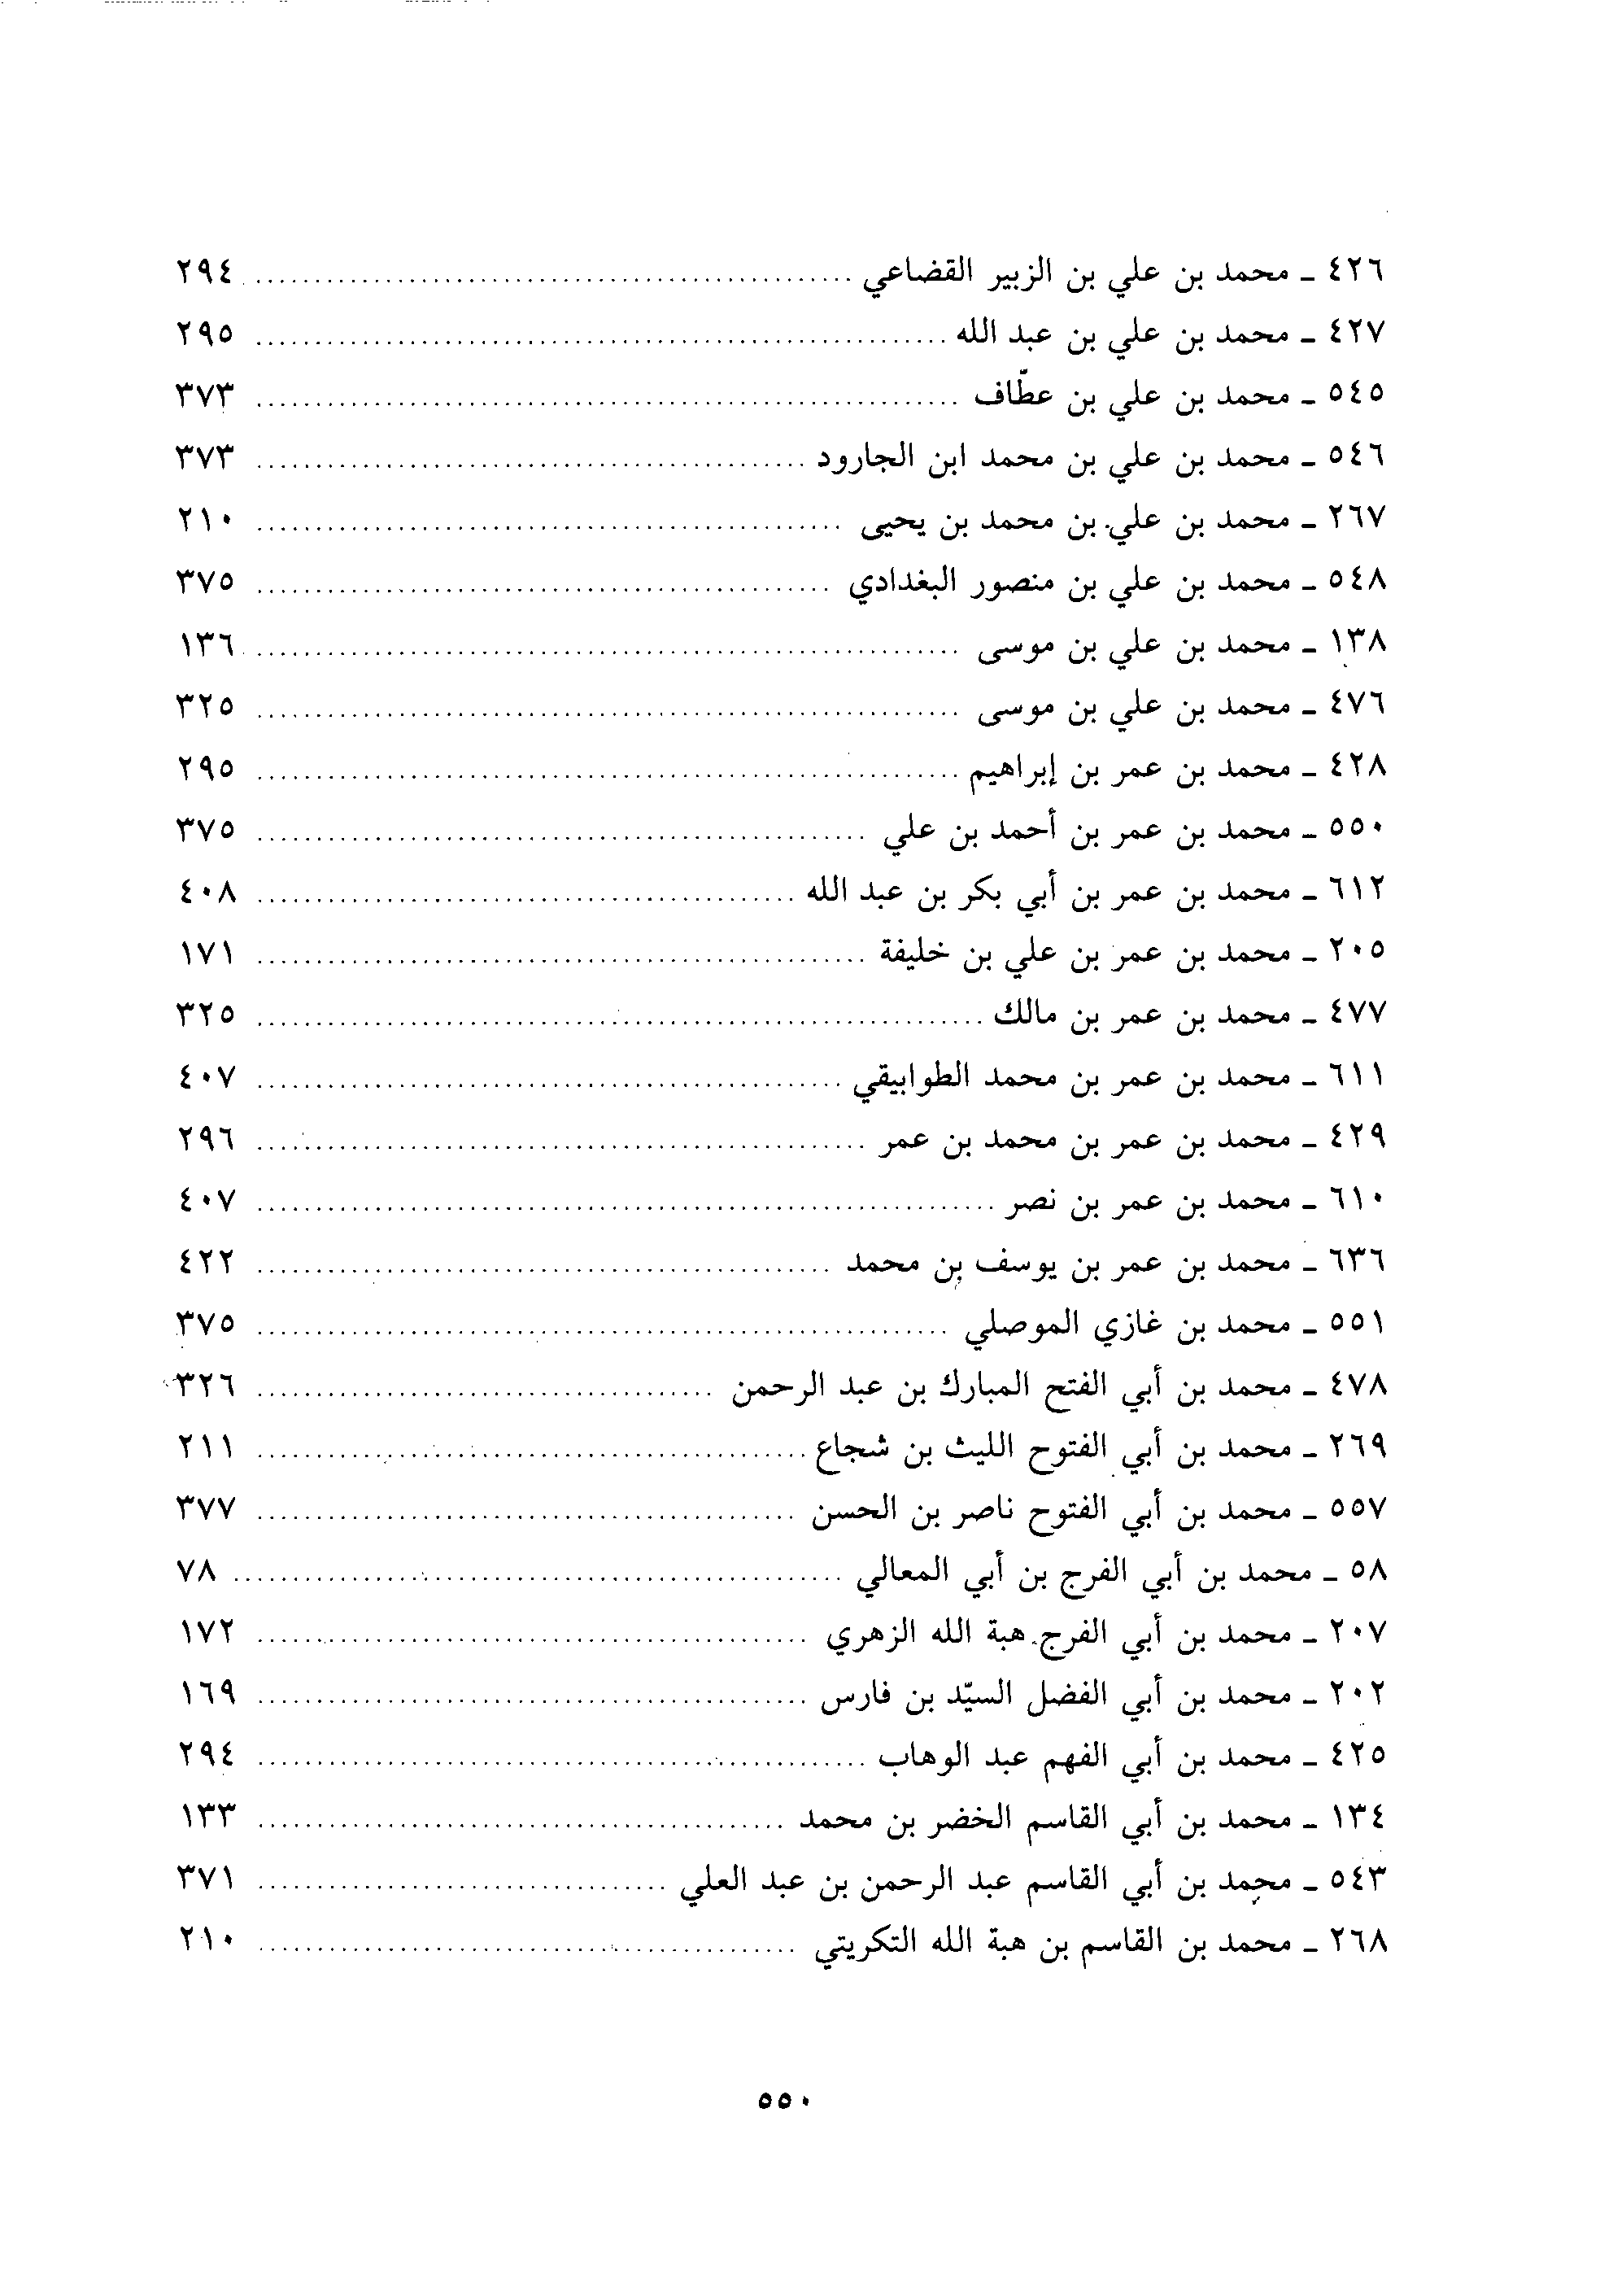 ٤٢٦ ـ محمد بن علي بن الزبير القضاعي ........ ٢٩٤
٤٢٧ ـ محمد بن علي بن عبد الله ........ ٢٩٥
٥٤٥ ـ محمد بن علي بن عطّاف ........ ٣٧٣
٥٤٦ ـ محمد بن علي بن محمد ابن الجارود ........ ٣٧٣
٢٦٧ ـ محمد بن علي بن محمد بن يحيى ........ ٢١٠
٥٤٨ ـ محمد بن علي بن منصور البغدادي ........ ٣٧٥
١٣٨ ـ محمد بن علي بن موسى ........ ١٣٦
٤٧٦ ـ محمد بن علي بن موسى ........ ٣٢٥
٤٢٨ ـ محمد بن عمر بن إبراهيم ........ ٢٩٥
٥٥٠ ـ محمد بن عمر بن أحمد بن علي ........ ٣٧٥
٦١٢ ـ محمد بن عمر بن أبي بكر بن عبد الله ........ ٤٠٨
٢٠٥ ـ محمد بن عمر بن علي بن خليفة ........ ١٧١
٤٧٧ ـ محمد بن عمر بن مالك ........ ٣٢٥
٦١١ ـ محمد بن عمر بن محمد الطوابيقي ........ ٤٠٧
٤٢٩ ـ محمد بن عمر بن محمد بن عمر ........ ٢٩٦
٦١٠ ـ محمد بن عمر بن نصر ........ ٤٠٧
٦٣٦ ـ محمد بن عمر بن يوسف بن محمد ........ ٤٢٢
٥٥١ ـ محمد بن غازي الموصلي ........ ٣٧٥
٤٧٨ ـ محمد بن أبي الفتح المبارك بن عبد الرحمن ........ ٣٢٦
٢٦٩ ـ محمد بن أبي الفتوح الليث بن شجاع ........ ٢١١
٥٥٧ ـ محمد بن أبي الفتوح ناصر بن الحسن ........ ٣٧٧
٥٨ ـ محمد بن أبي الفرج بن أبي المعالي ........ ٧٨
٢٠٧ ـ محمد بن أبي الفرج هبة الله الزهري ........ ١٧٢
٢٠٢ ـ محمد بن أبي الفضل السيّد بن فارس ........ ١٦٩
٤٢٥ ـ محمد بن أبي الفهم عبد الوهاب ........ ٢٩٤
١٣٤ ـ محمد بن أبي القاسم الخضر بن محمد ........ ١٣٣
٥٤٣ ـ محمد بن أبي القاسم عبد الرحمن بن عبد العلي ........ ٣٧١
٢٦٨ ـ محمد بن القاسم بن هبة الله التكريتي ........ ٢١٠
٥٥٠